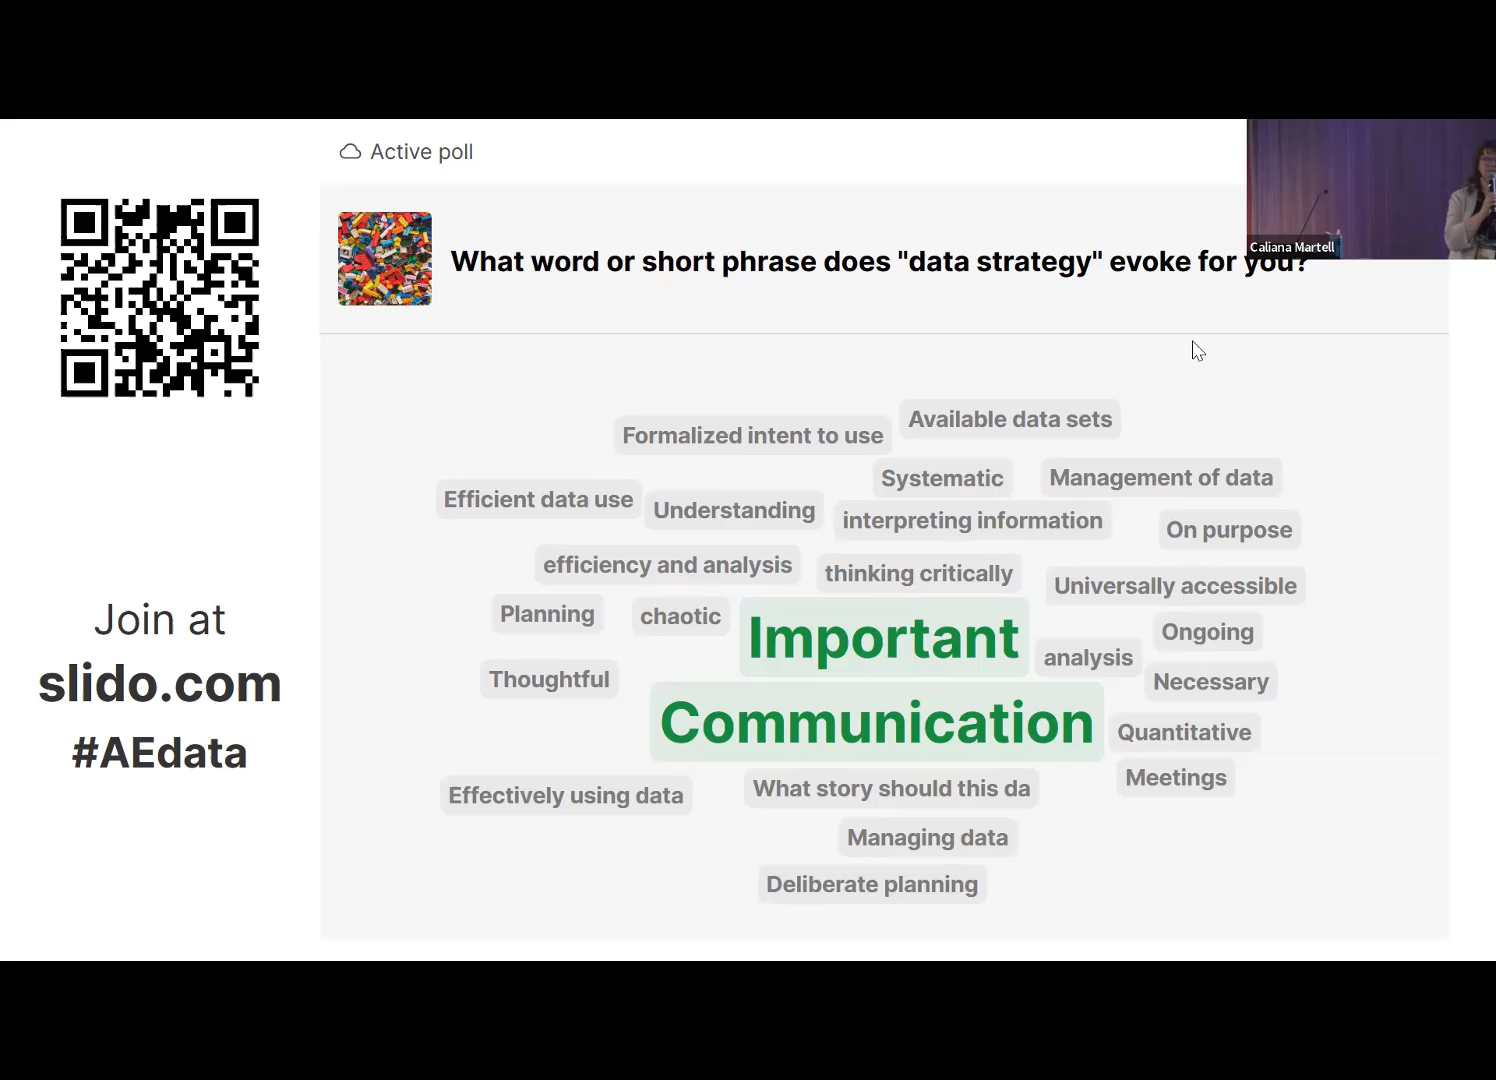 Active poll
What word or short phrase does "data strategy" evoke for you?
Caliana Martell
Join at
slido.com
#AEdata
Available data sets
Formalized intent to use
Systematic
Management of data
Efficient data use
Understanding
interpreting information
On purpose
efficiency and analysis
thinking critically
Universally accessible
Planning
chaotic
Important
Ongoing
analysis
Thoughtful
Necessary
Communication
Quantitative
Meetings
Effectively using data
What story should this da
Managing data
Deliberate planning